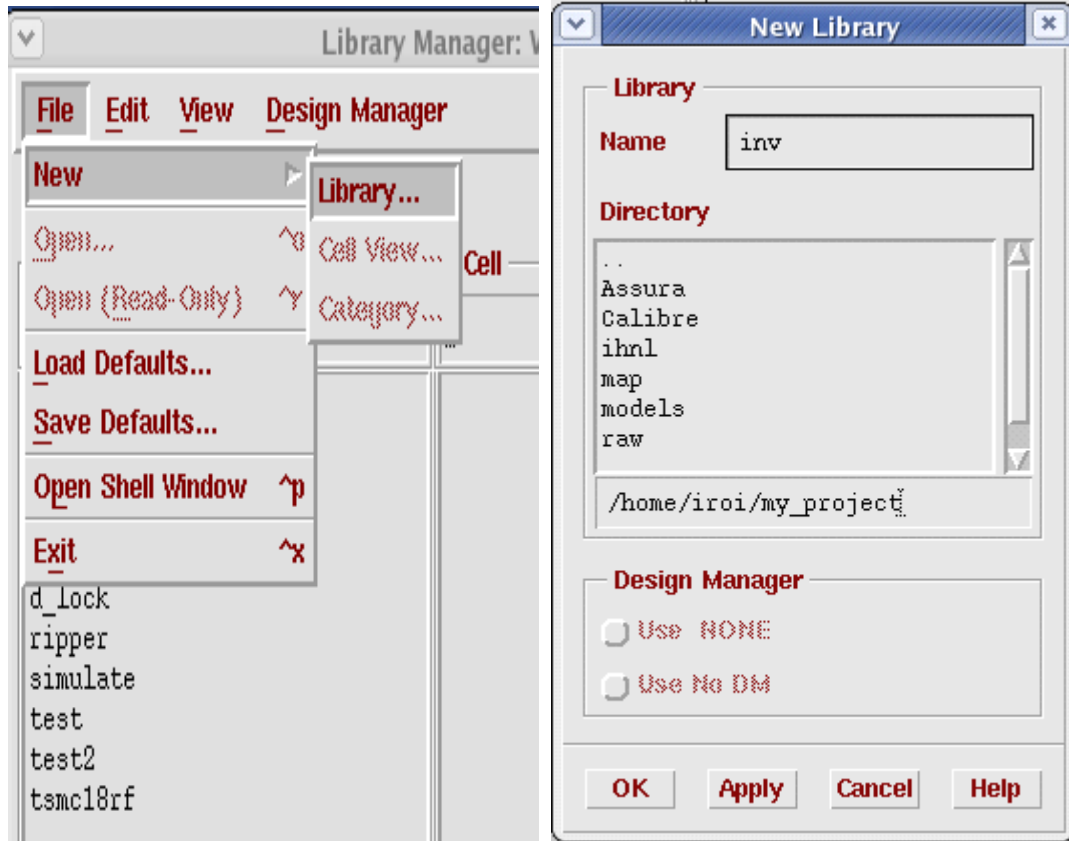 Library Manager: W
File Edit View Design Manager
New
Library...
Open... ^o
Cell View...
Cell
Open (Read-Only) ^r
Category...
Load Defaults...
Save Defaults...
Open Shell Window ^p
Exit ^x
d_lock
ripper
simulate
test
test2
tsmc18rf
New Library
Library
Name inv
Directory
..
Assura
Calibre
ihnl
map
models
raw
/home/iroi/my_project
Design Manager
Use NONE
Use No DM
OK Apply Cancel Help